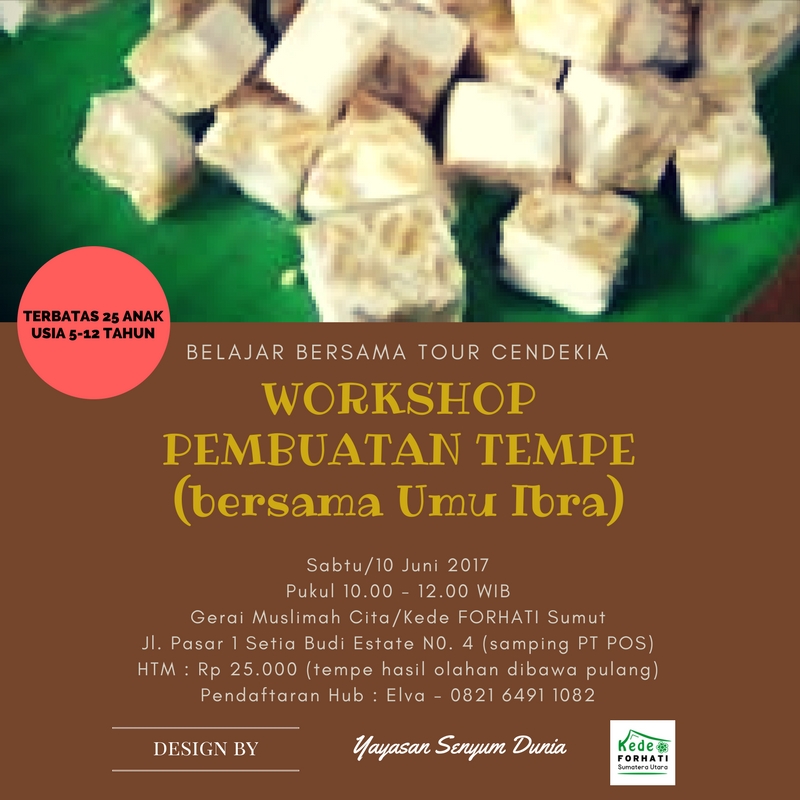 TERBATAS 25 ANAK
USIA 5-12 TAHUN
BELAJAR BERSAMA TOUR CENDEKIA
WORKSHOP
PEMBUATAN TEMPE
(bersama Umu Ibra)
Sabtu/10 Juni 2017
Pukul 10.00 - 12.00 WIB
Gerai Muslimah Cita/Kede FORHATI Sumut
Jl. Pasar 1 Setia Budi Estate N0. 4 (samping PT POS)
HTM : Rp 25.000 (tempe hasil olahan dibawa pulang)
Pendaftaran Hub : Elva - 0821 6491 1082
DESIGN BY
Yayasan Senyum Dunia
Kede
FORHATI
Sumatera Utara